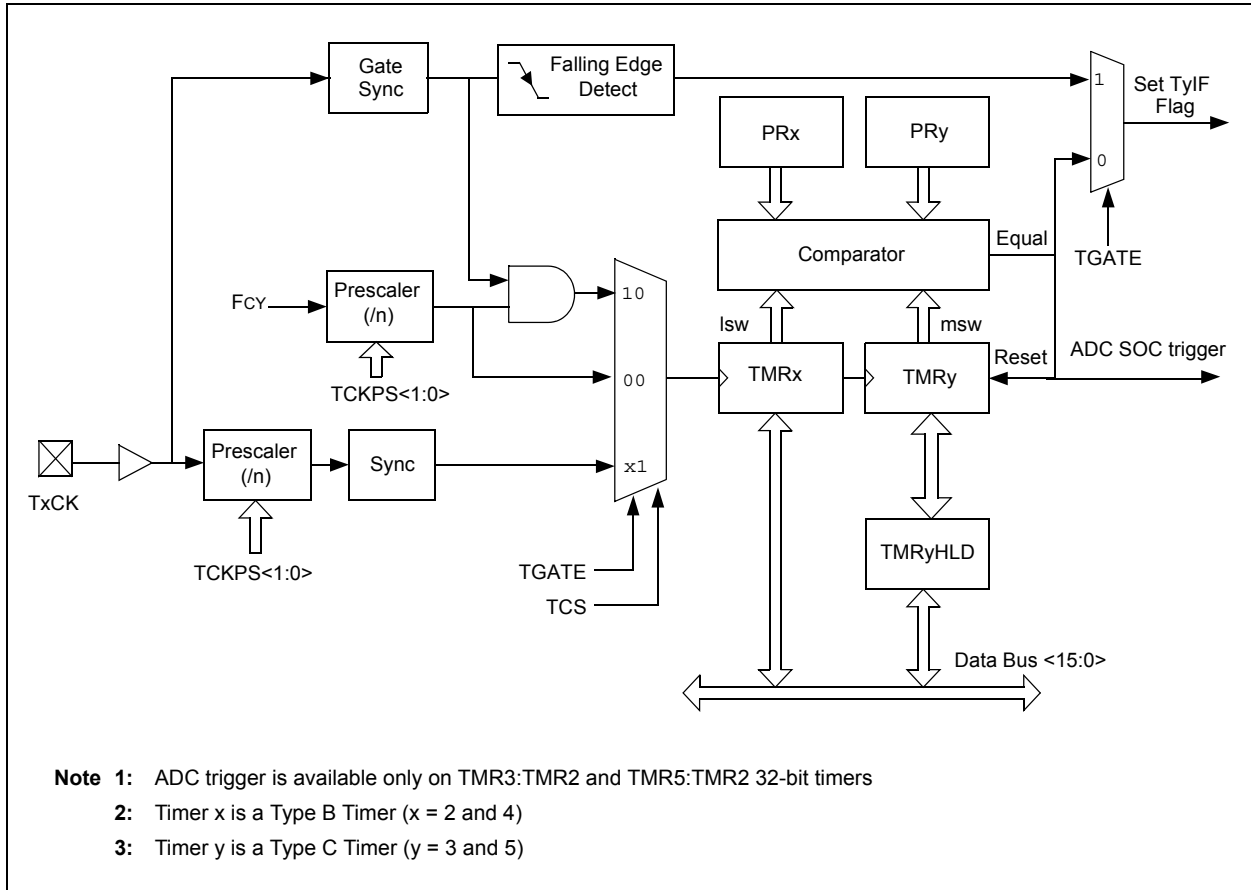 Gate
Sync
Falling Edge
Detect
1
Set TyIF
Flag
PRx
PRy
0
Equal
TGATE
Comparator
FCY
Prescaler
(/n)
10
lsw
msw
TCKPS<1:0>
00
TMRx
TMRy
Reset
ADC SOC trigger
TxCK
Prescaler
(/n)
Sync
x1
TCKPS<1:0>
TGATE
TCS
TMRyHLD
Data Bus <15:0>
Note 1: ADC trigger is available only on TMR3:TMR2 and TMR5:TMR2 32-bit timers
2: Timer x is a Type B Timer (x = 2 and 4)
3: Timer y is a Type C Timer (y = 3 and 5)